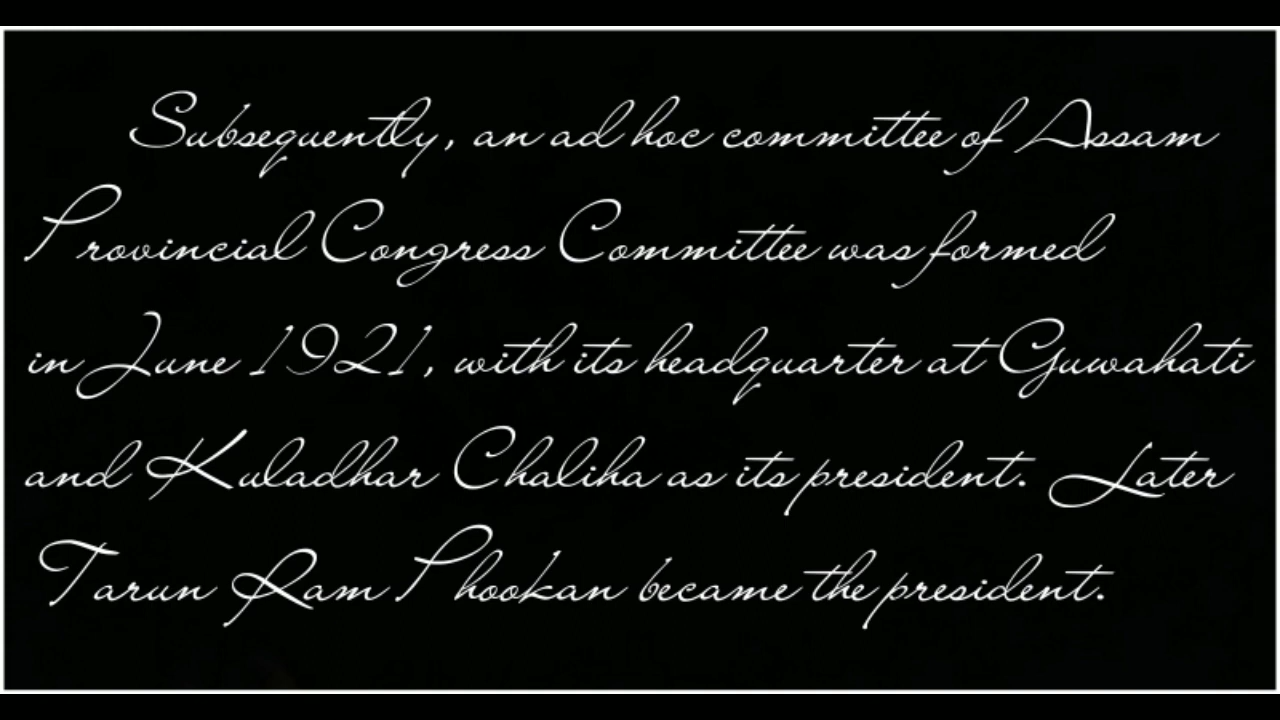 Subsequently, an ad hoc committee of Assam
Provincial Congress Committee was formed
in June 1921, with its headquarter at Guwahati
and Kuladhar Chaliha as its president. Later
Tarun Ram Phookan became the president.